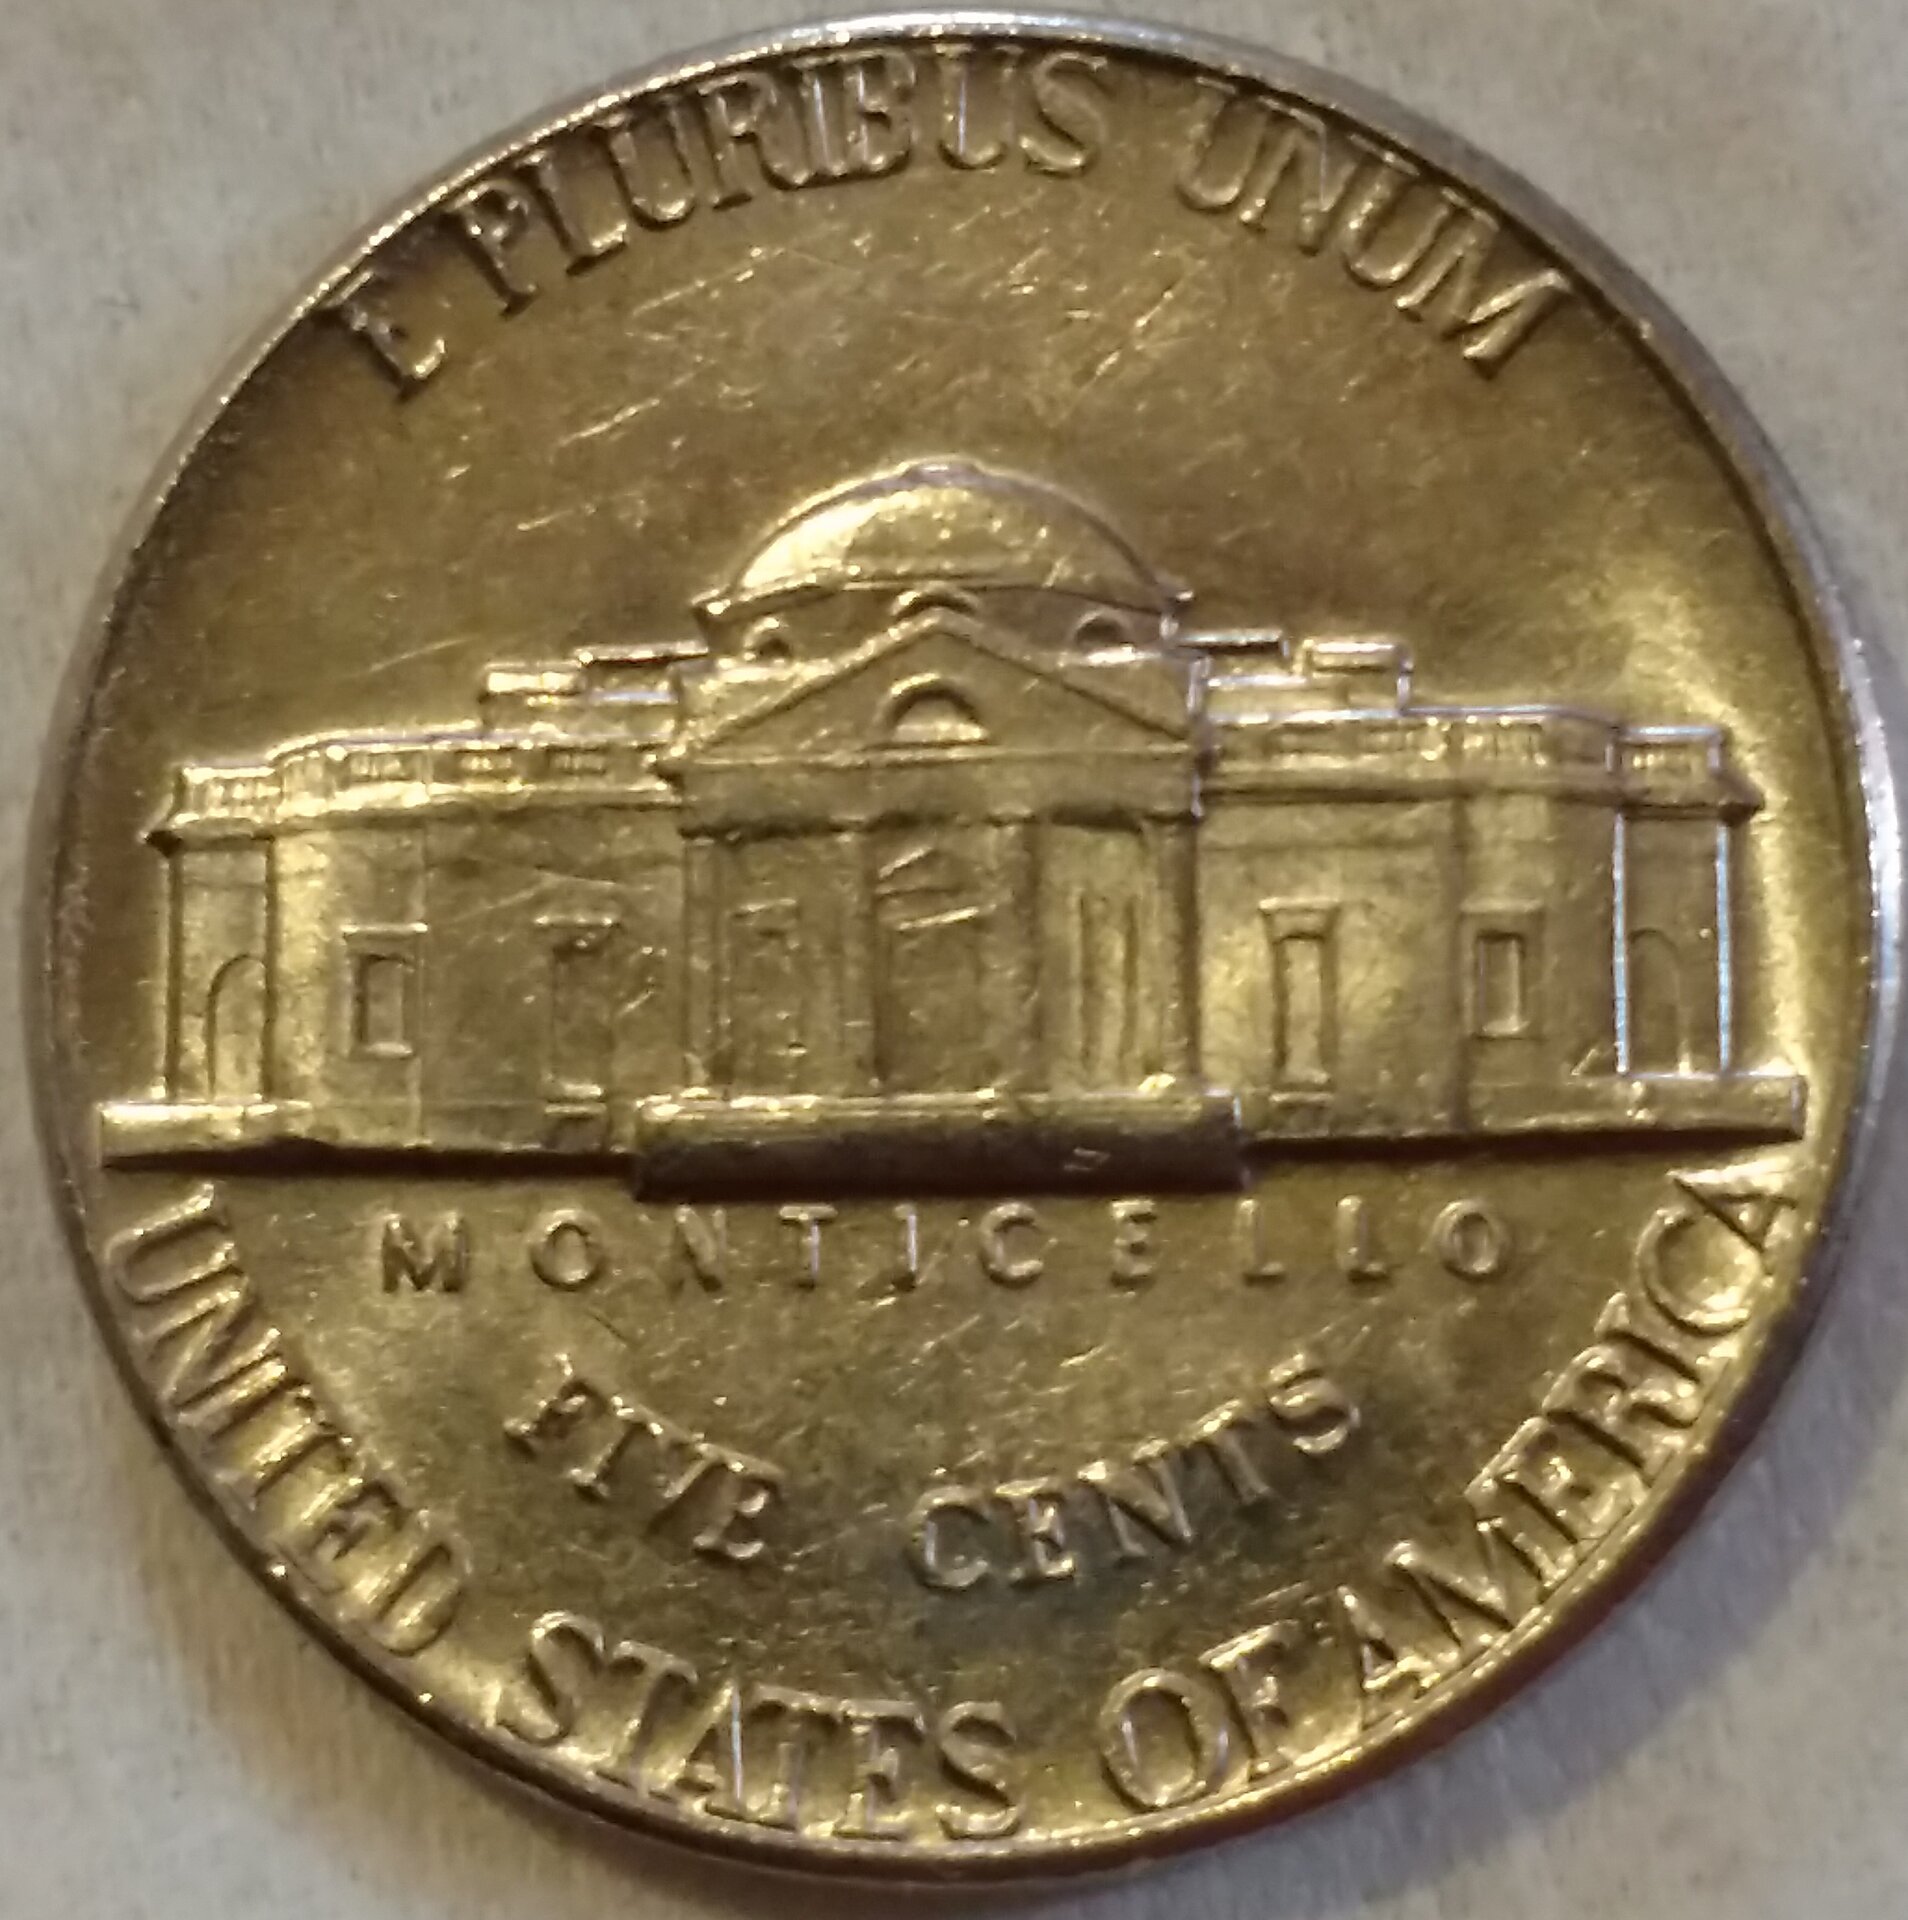 E PLURIBUS UNUM
MONTICELLO
FIVE CENTS
UNITED STATES OF AMERICA